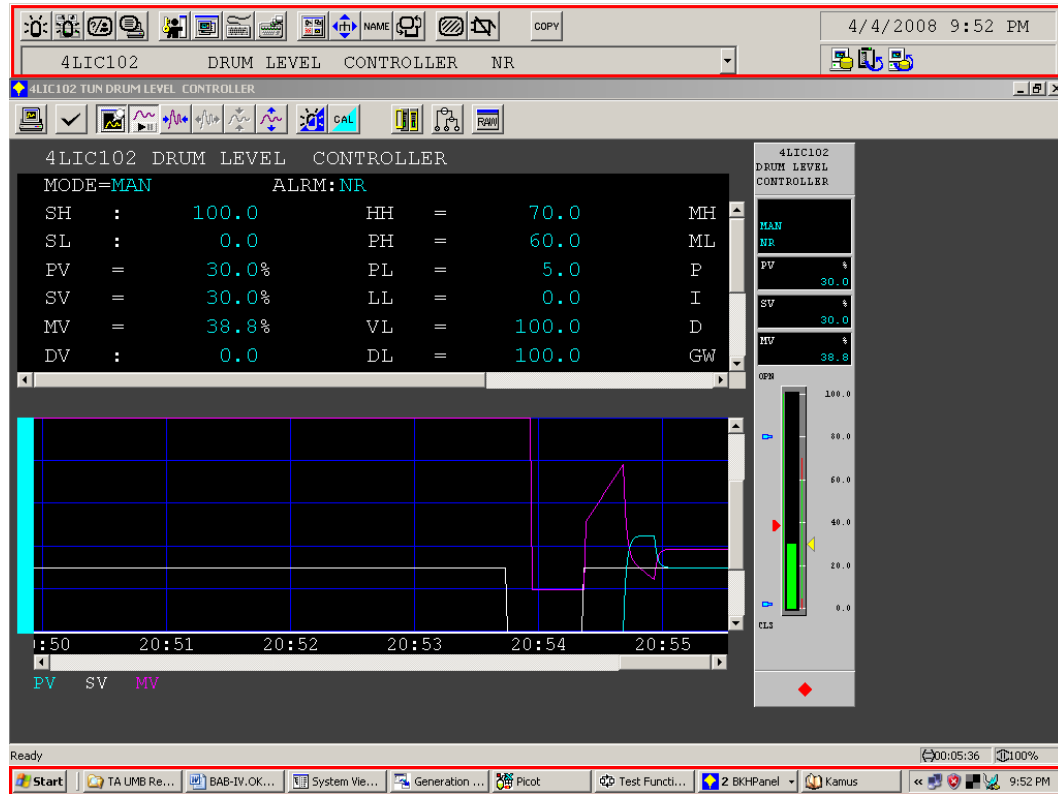 NAME
COPY
4/4/2008 9:52 PM
4LIC102 DRUM LEVEL CONTROLLER NR
4LIC102 TUN DRUM LEVEL CONTROLLER
CAL
RAW
4LIC102 DRUM LEVEL CONTROLLER
MODE=MAN ALRM:NR
SH : 100.0 HH = 70.0 MH
SL : 0.0 PH = 60.0 ML
PV = 30.0% PL = 5.0 P
SV = 30.0% LL = 0.0 I
MV = 38.8% VL = 100.0 D
DV : 0.0 DL = 100.0 GW
:50 20:51 20:52 20:53 20:54 20:55
PV SV MV
4LIC102
DRUM LEVEL
CONTROLLER
MAN
NR
PV %
30.0
SV %
30.0
MV %
38.8
OPN
100.0
80.0
60.0
40.0
20.0
0.0
CLS
Ready 00:05:36 100%
Start TA UMB Re... BAB-IV.OK... System Vie... Generation ... Picot Test Functi... 2 BKHPanel Kamus « 9:52 PM